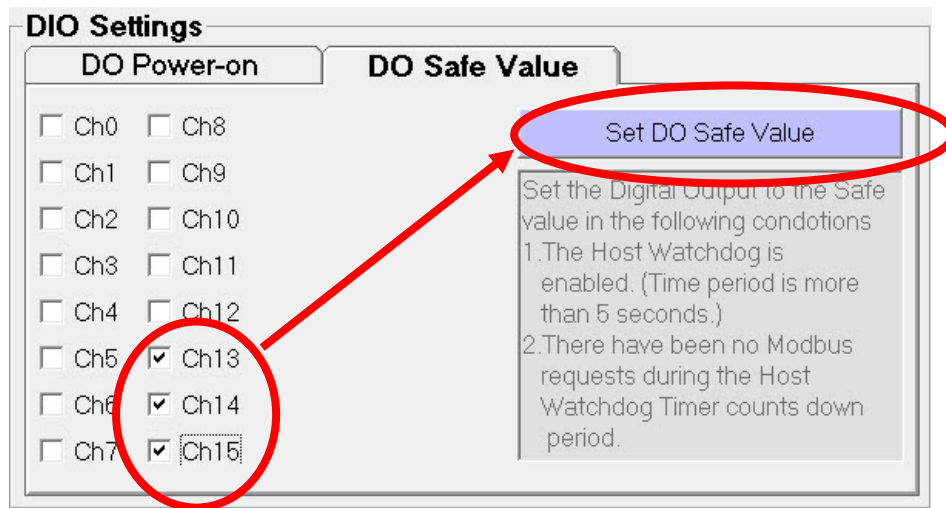 DIO Settings
DO Power-on DO Safe Value
Ch0 Ch8
Ch1 Ch9
Ch2 Ch10
Ch3 Ch11
Ch4 Ch12
Ch5 Ch13
Ch6 Ch14
Ch7 Ch15
Set DO Safe Value
Set the Digital Output to the Safe
value in the following condotions
1.The Host Watchdog is
enabled. (Time period is more
than 5 seconds.)
2.There have been no Modbus
requests during the Host
Watchdog Timer counts down
period.